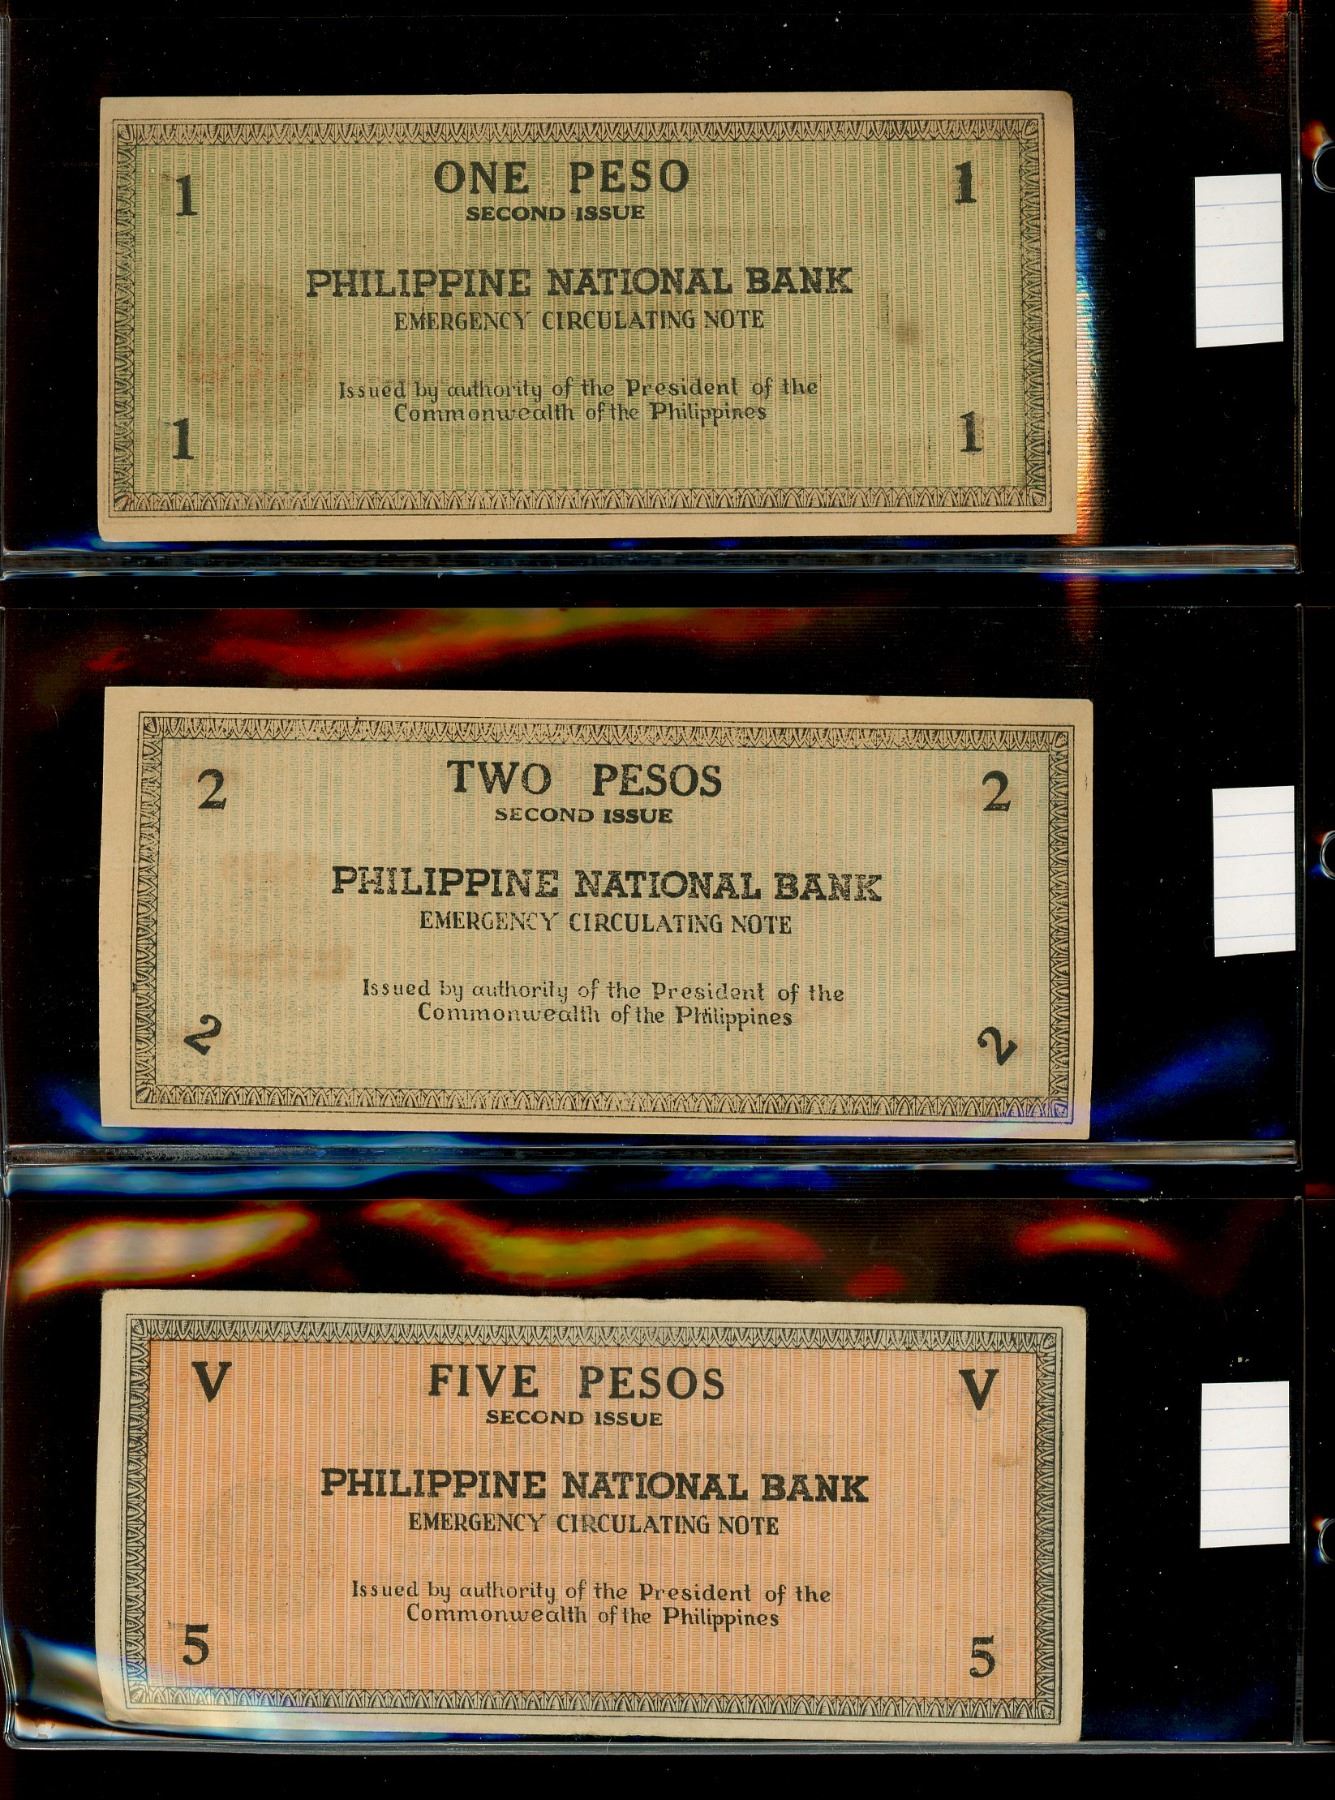 1 ONE PESO 1
SECOND ISSUE
PHILIPPINE NATIONAL BANK
EMERGENCY CIRCULATING NOTE
Issued by authority of the President of the
Commonwealth of the Philippines
1 1
2 TWO PESOS 2
SECOND ISSUE
PHILIPPINE NATIONAL BANK
EMERGENCY CIRCULATING NOTE
Issued by authority of the President of the
Commonwealth of the Philippines
2 2
V FIVE PESOS V
SECOND ISSUE
PHILIPPINE NATIONAL BANK
EMERGENCY CIRCULATING NOTE
Issued by authority of the President of the
Commonwealth of the Philippines
5 5